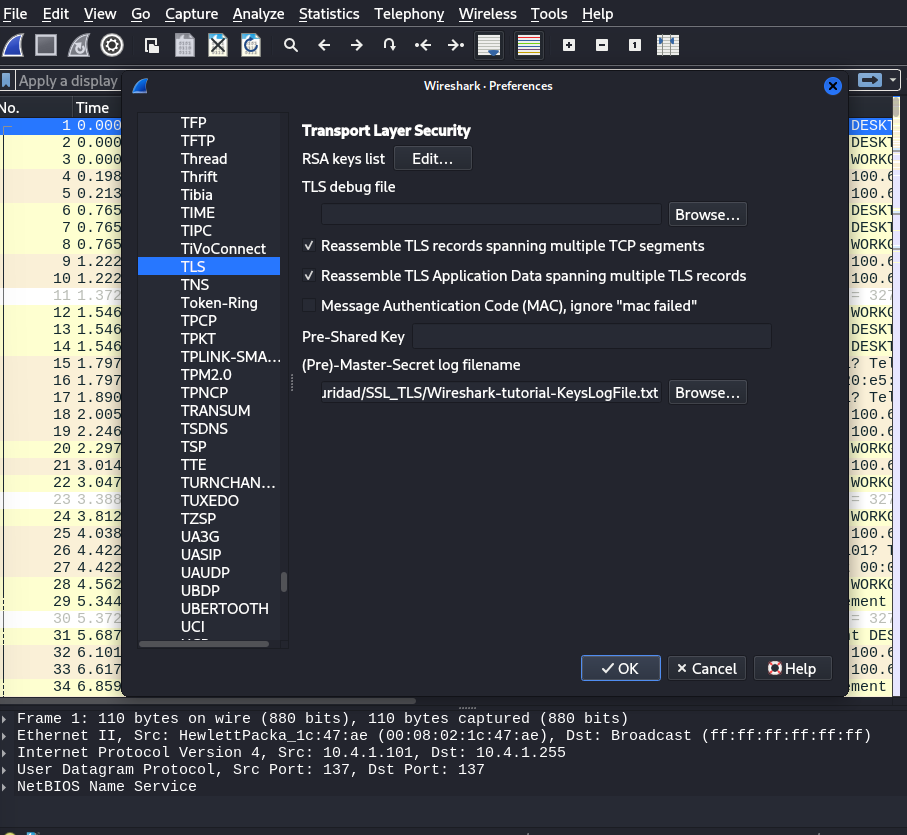 File Edit View Go Capture Analyze Statistics Telephony Wireless Tools Help
Apply a display
Wireshark · Preferences
No. Time
1 0.000
2 0.000
3 0.000
4 0.198
5 0.213
6 0.765
7 0.765
8 0.765
9 1.222
10 1.222
11 1.372
12 1.546
13 1.546
14 1.546
15 1.797
16 1.797
17 1.890
18 2.005
19 2.246
20 2.297
21 3.014
22 3.047
23 3.388
24 3.812
25 4.038
26 4.422
27 4.422
28 4.562
29 5.344
30 5.372
31 5.687
32 6.101
33 6.617
34 6.859
TFP
TFTP
Thread
Thrift
Tibia
TIME
TIPC
TiVoConnect
TLS
TNS
Token-Ring
TPCP
TPKT
TPLINK-SMA...
TPM2.0
TPNCP
TRANSUM
TSDNS
TSP
TTE
TURNCHAN...
TUXEDO
TZSP
UA3G
UASIP
UAUDP
UBDP
UBERTOOTH
UCI
Transport Layer Security
RSA keys list Edit...
TLS debug file
Browse...
Reassemble TLS records spanning multiple TCP segments
Reassemble TLS Application Data spanning multiple TLS records
Message Authentication Code (MAC), ignore "mac failed"
Pre-Shared Key
(Pre)-Master-Secret log filename
uridad/SSL_TLS/Wireshark-tutorial-KeysLogFile.txt Browse...
OK Cancel Help
DESKT
DESKT
WORKG
100.6
100.6
DESKT
DESKT
WORKG
100.6
100.6
= 327
WORKG
DESKT
DESKT
1? Tel
20:e5:
1? Tel
100.6
100.6
WORKG
100.6
WORKG
= 327
WORKG
100.6
101? T
00:0
WORKG
ement
= 327
t DES
100.6
100.6
ement
Frame 1: 110 bytes on wire (880 bits), 110 bytes captured (880 bits)
Ethernet II, Src: HewlettPacka_1c:47:ae (00:08:02:1c:47:ae), Dst: Broadcast (ff:ff:ff:ff:ff:ff)
Internet Protocol Version 4, Src: 10.4.1.101, Dst: 10.4.1.255
User Datagram Protocol, Src Port: 137, Dst Port: 137
NetBIOS Name Service